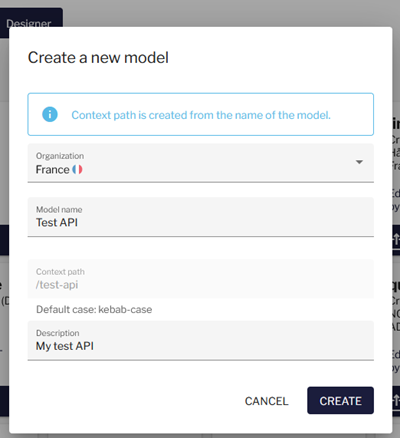 Designer
Create a new model
Context path is created from the name of the model.
Organization
France 🇫🇷
Model name
Test API
Context path
/test-api
Default case: kebab-case
Description
My test API
CANCEL
CREATE